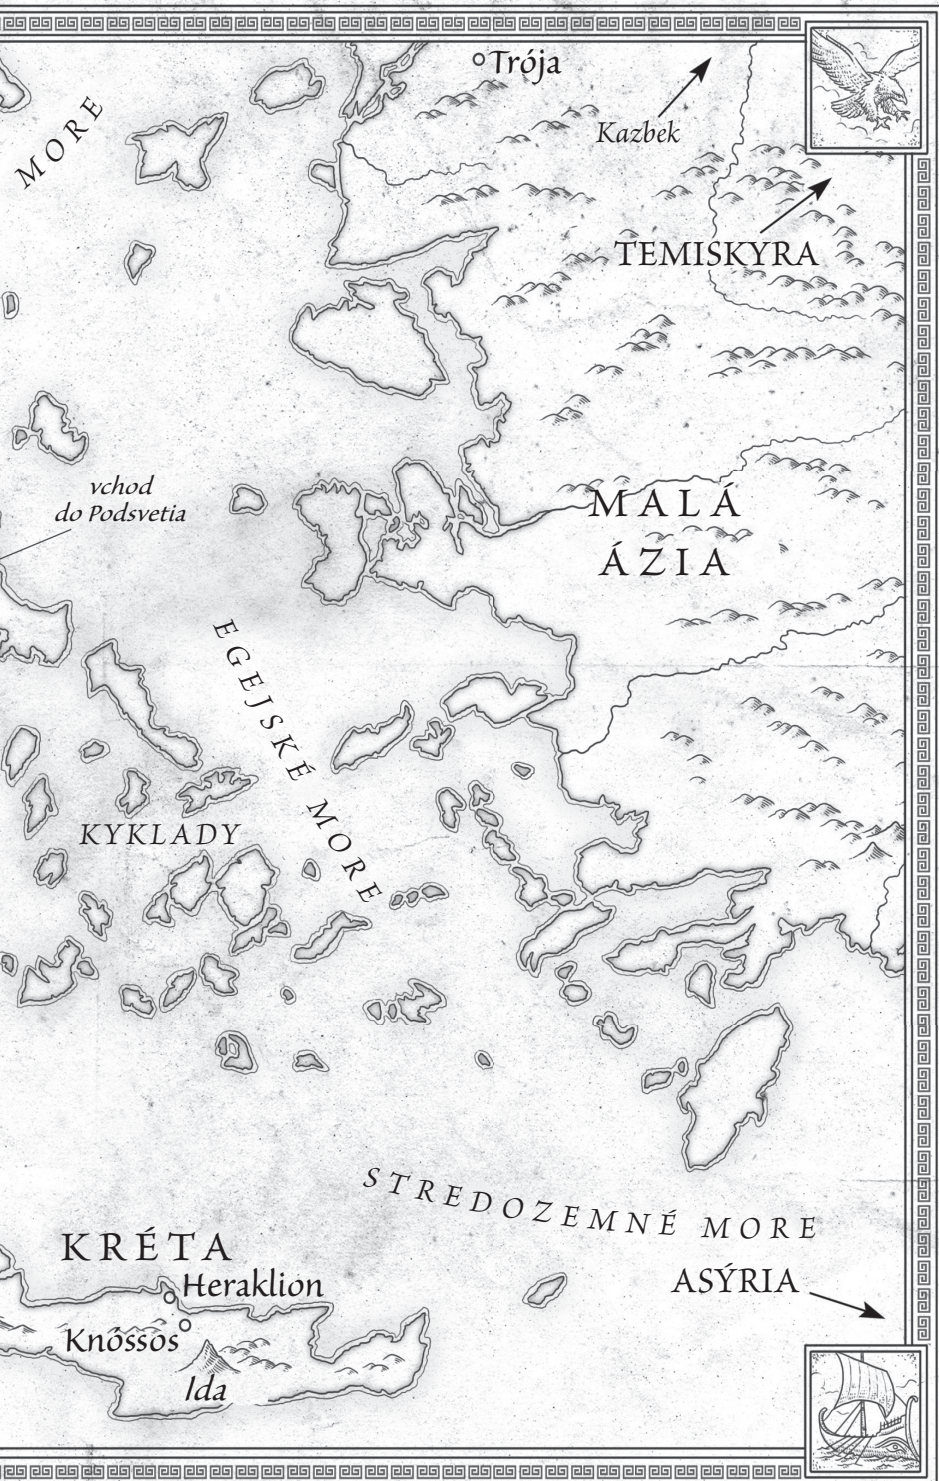 Trója
MORE
Kazbek
TEMISKYRA
vchod
do Podsvetia
MALÁ
ÁZIA
EGEJSKÉ MORE
KYKLADY
STREDOZEMNÉ MORE
KRÉTA
ASÝRIA
Heraklion
Knóssos
Ida